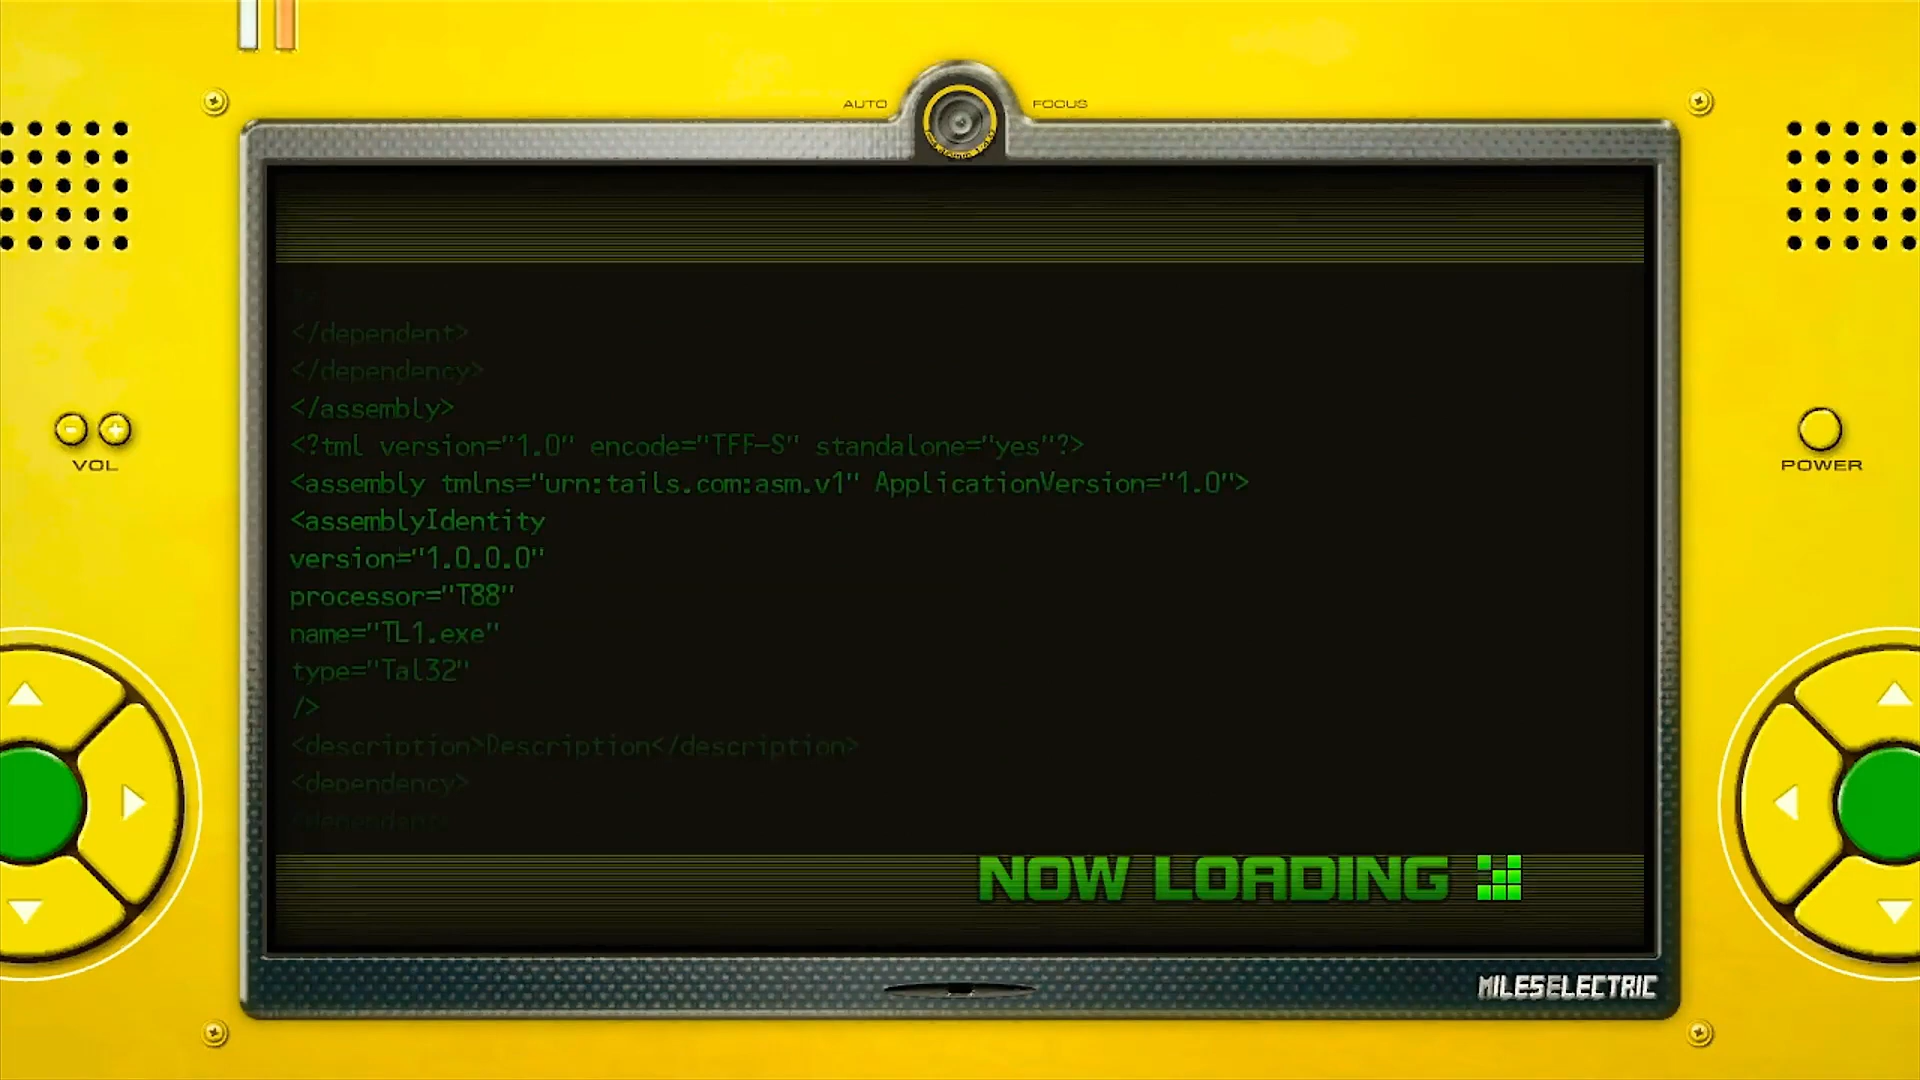 AUTO FOCUS
</dependent>
</dependency>
</assembly>
<?tml version="1.0" encode="TFF-S" standalone="yes"?>
<assembly tmlns="urn:tails.com:asm.v1" ApplicationVersion="1.0">
<assemblyIdentity
version="1.0.0.0"
processor="T88"
name="TL1.exe"
type="Tal32"
/>
<description>Description</description>
<dependency>
<dependent>
VOL
POWER
NOW LOADING
MILESELECTRIC